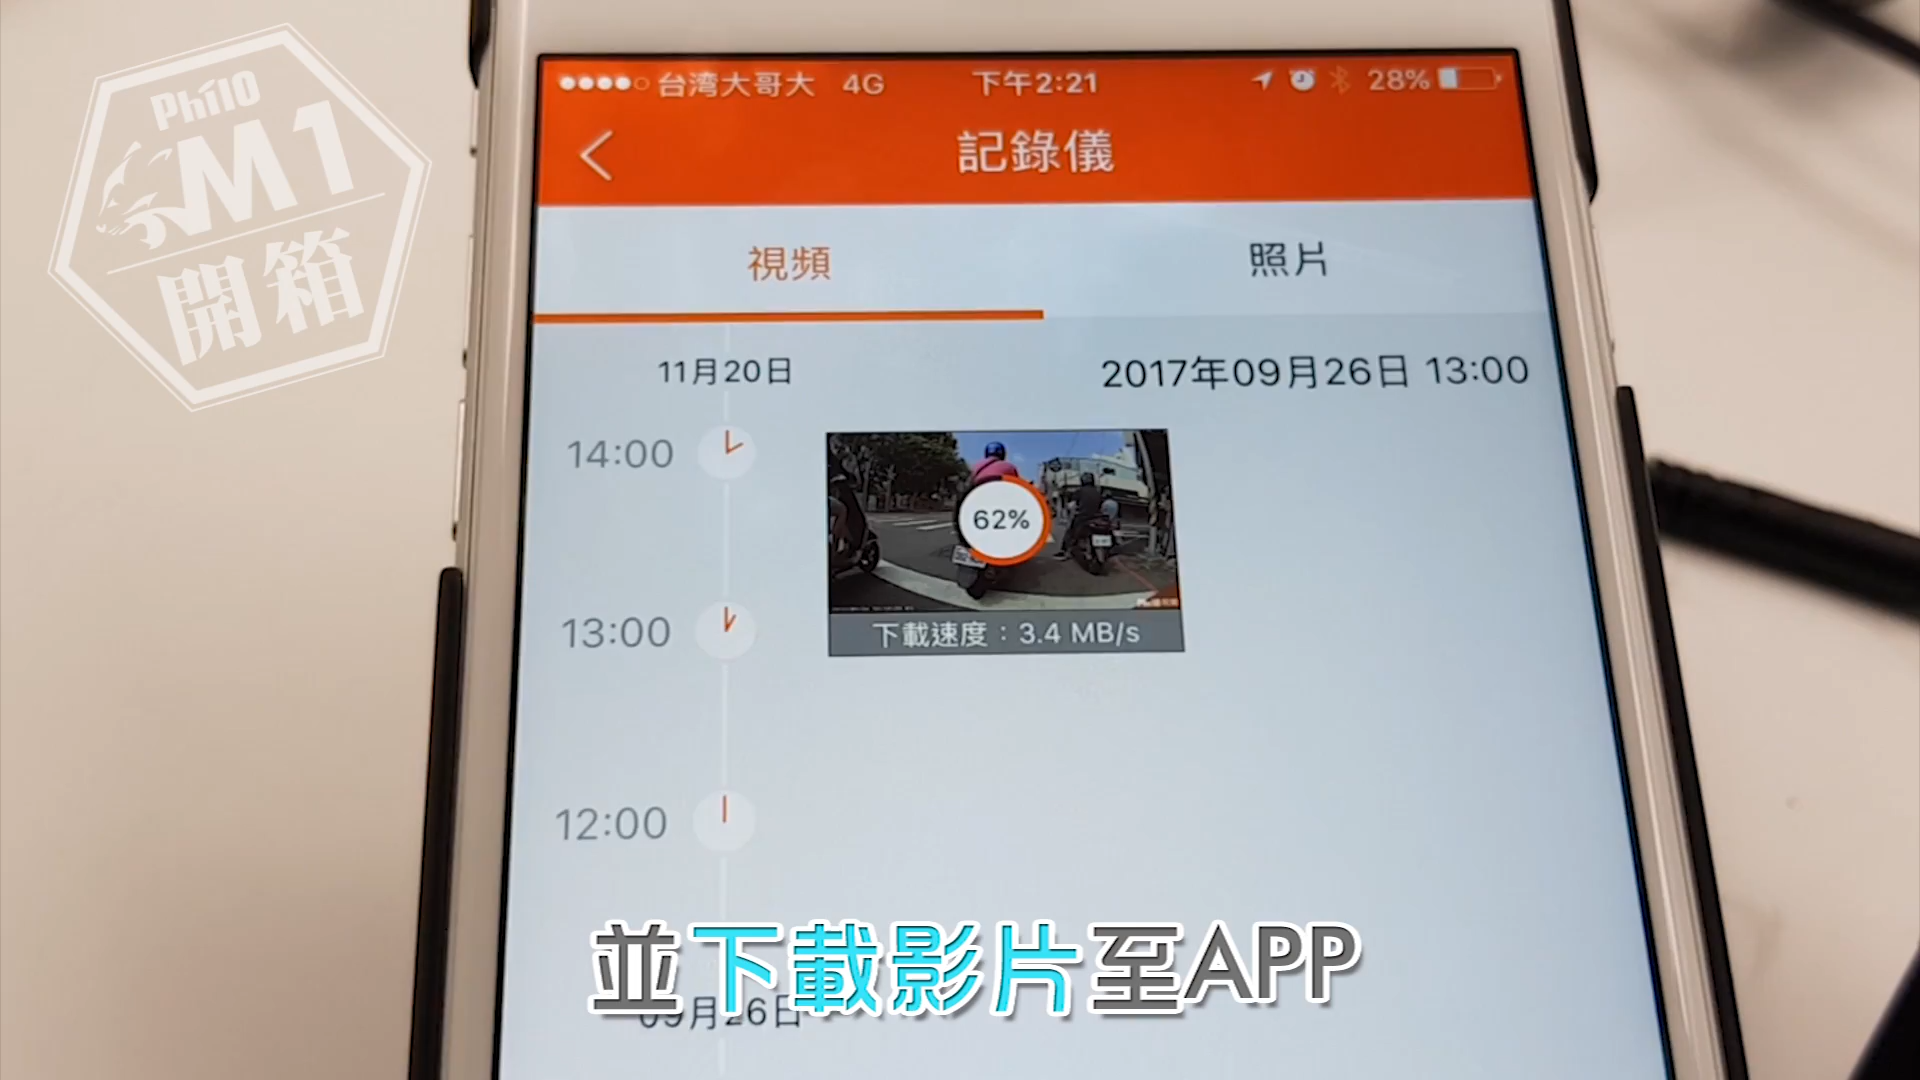 Philo
M1
開箱
台湾大哥大 4G 下午2:21 28%
記錄儀
視頻 照片
11月20日 2017年09月26日 13:00
14:00
62%
下載速度：3.4 MB/s
13:00
12:00
並下載影片至APP
09月26日